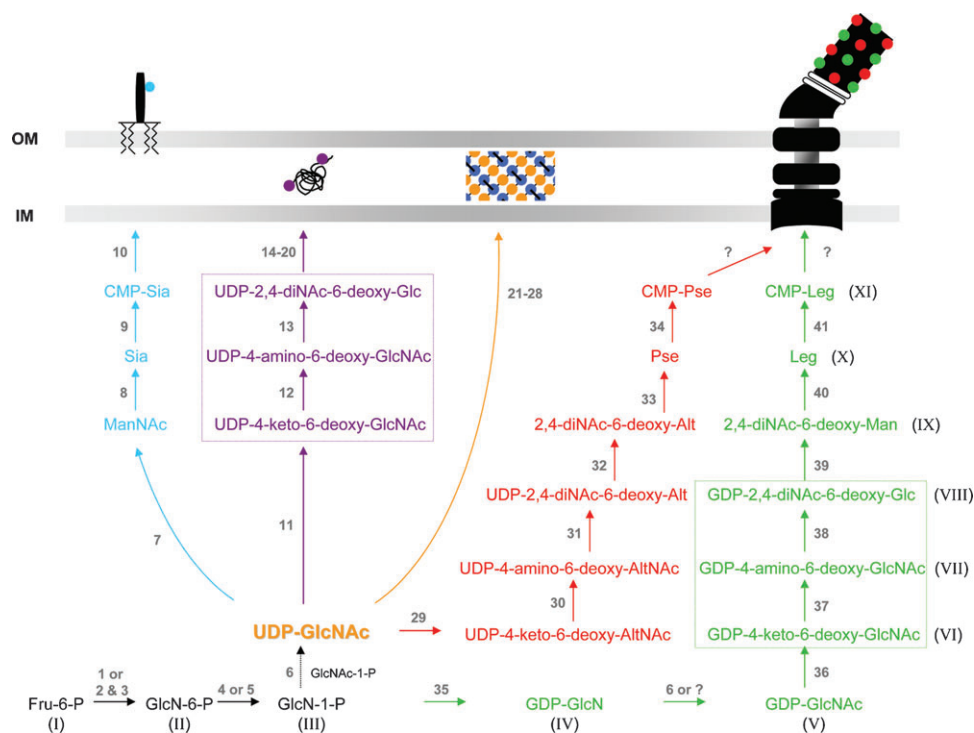 OM
IM
10
14-20
?
?
CMP-Sia
UDP-2,4-diNAc-6-deoxy-Glc
21-28
CMP-Pse
CMP-Leg
(XI)
9
13
34
41
Sia
UDP-4-amino-6-deoxy-GlcNAc
Pse
Leg
(X)
8
12
33
40
ManNAc
UDP-4-keto-6-deoxy-GlcNAc
2,4-diNAc-6-deoxy-Alt
2,4-diNAc-6-deoxy-Man
(IX)
32
39
UDP-2,4-diNAc-6-deoxy-Alt
GDP-2,4-diNAc-6-deoxy-Glc
(VIII)
7
11
31
38
UDP-4-amino-6-deoxy-AltNAc
GDP-4-amino-6-deoxy-GlcNAc
(VII)
30
37
UDP-GlcNAc
29
UDP-4-keto-6-deoxy-AltNAc
GDP-4-keto-6-deoxy-GlcNAc
(VI)
1 or
2 & 3
4 or 5
6
GlcNAc-1-P
35
6 or ?
36
Fru-6-P
GlcN-6-P
GlcN-1-P
GDP-GlcN
GDP-GlcNAc
(I)
(II)
(III)
(IV)
(V)